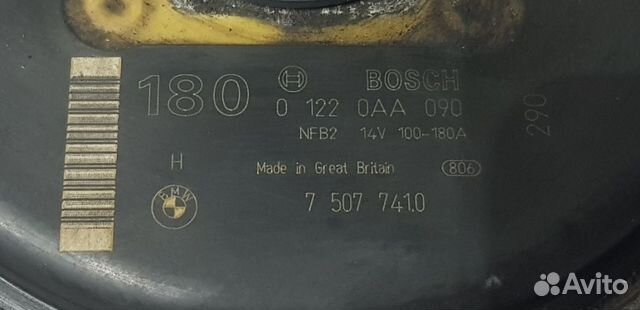 180 BOSCH
0 122 0AA 090
NFB2 14V 100-180A
290
H
Made in Great Britain 806
BMW
7 507 741.0
Avito